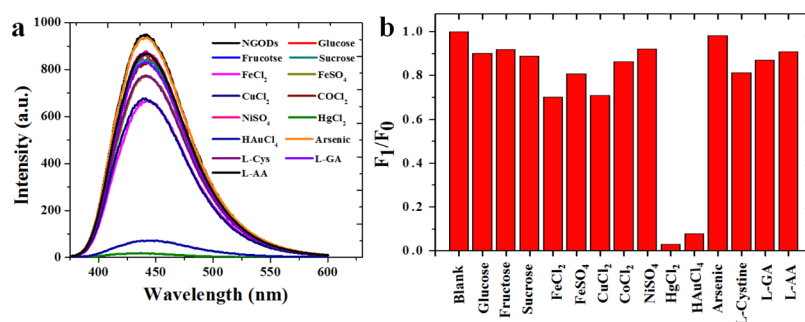 a
Intensity (a.u.)
1000
800
600
400
200
0
NGODs Glucose
Frucotse Sucrose
FeCl2 FeSO4
CuCl2 COCl2
NiSO4 HgCl2
HAuCl4 Arsenic
L-Cys L-GA
L-AA
400 450 500 550 600
Wavelength (nm)
b
F1/F0
1.0
0.8
0.6
0.4
0.2
0.0
Blank
Glucose
Fructose
Sucrose
FeCl2
FeSO4
CuCl2
CoCl2
NiSO4
HgCl2
HAuCl4
Arsenic
L-Cystine
L-GA
L-AA